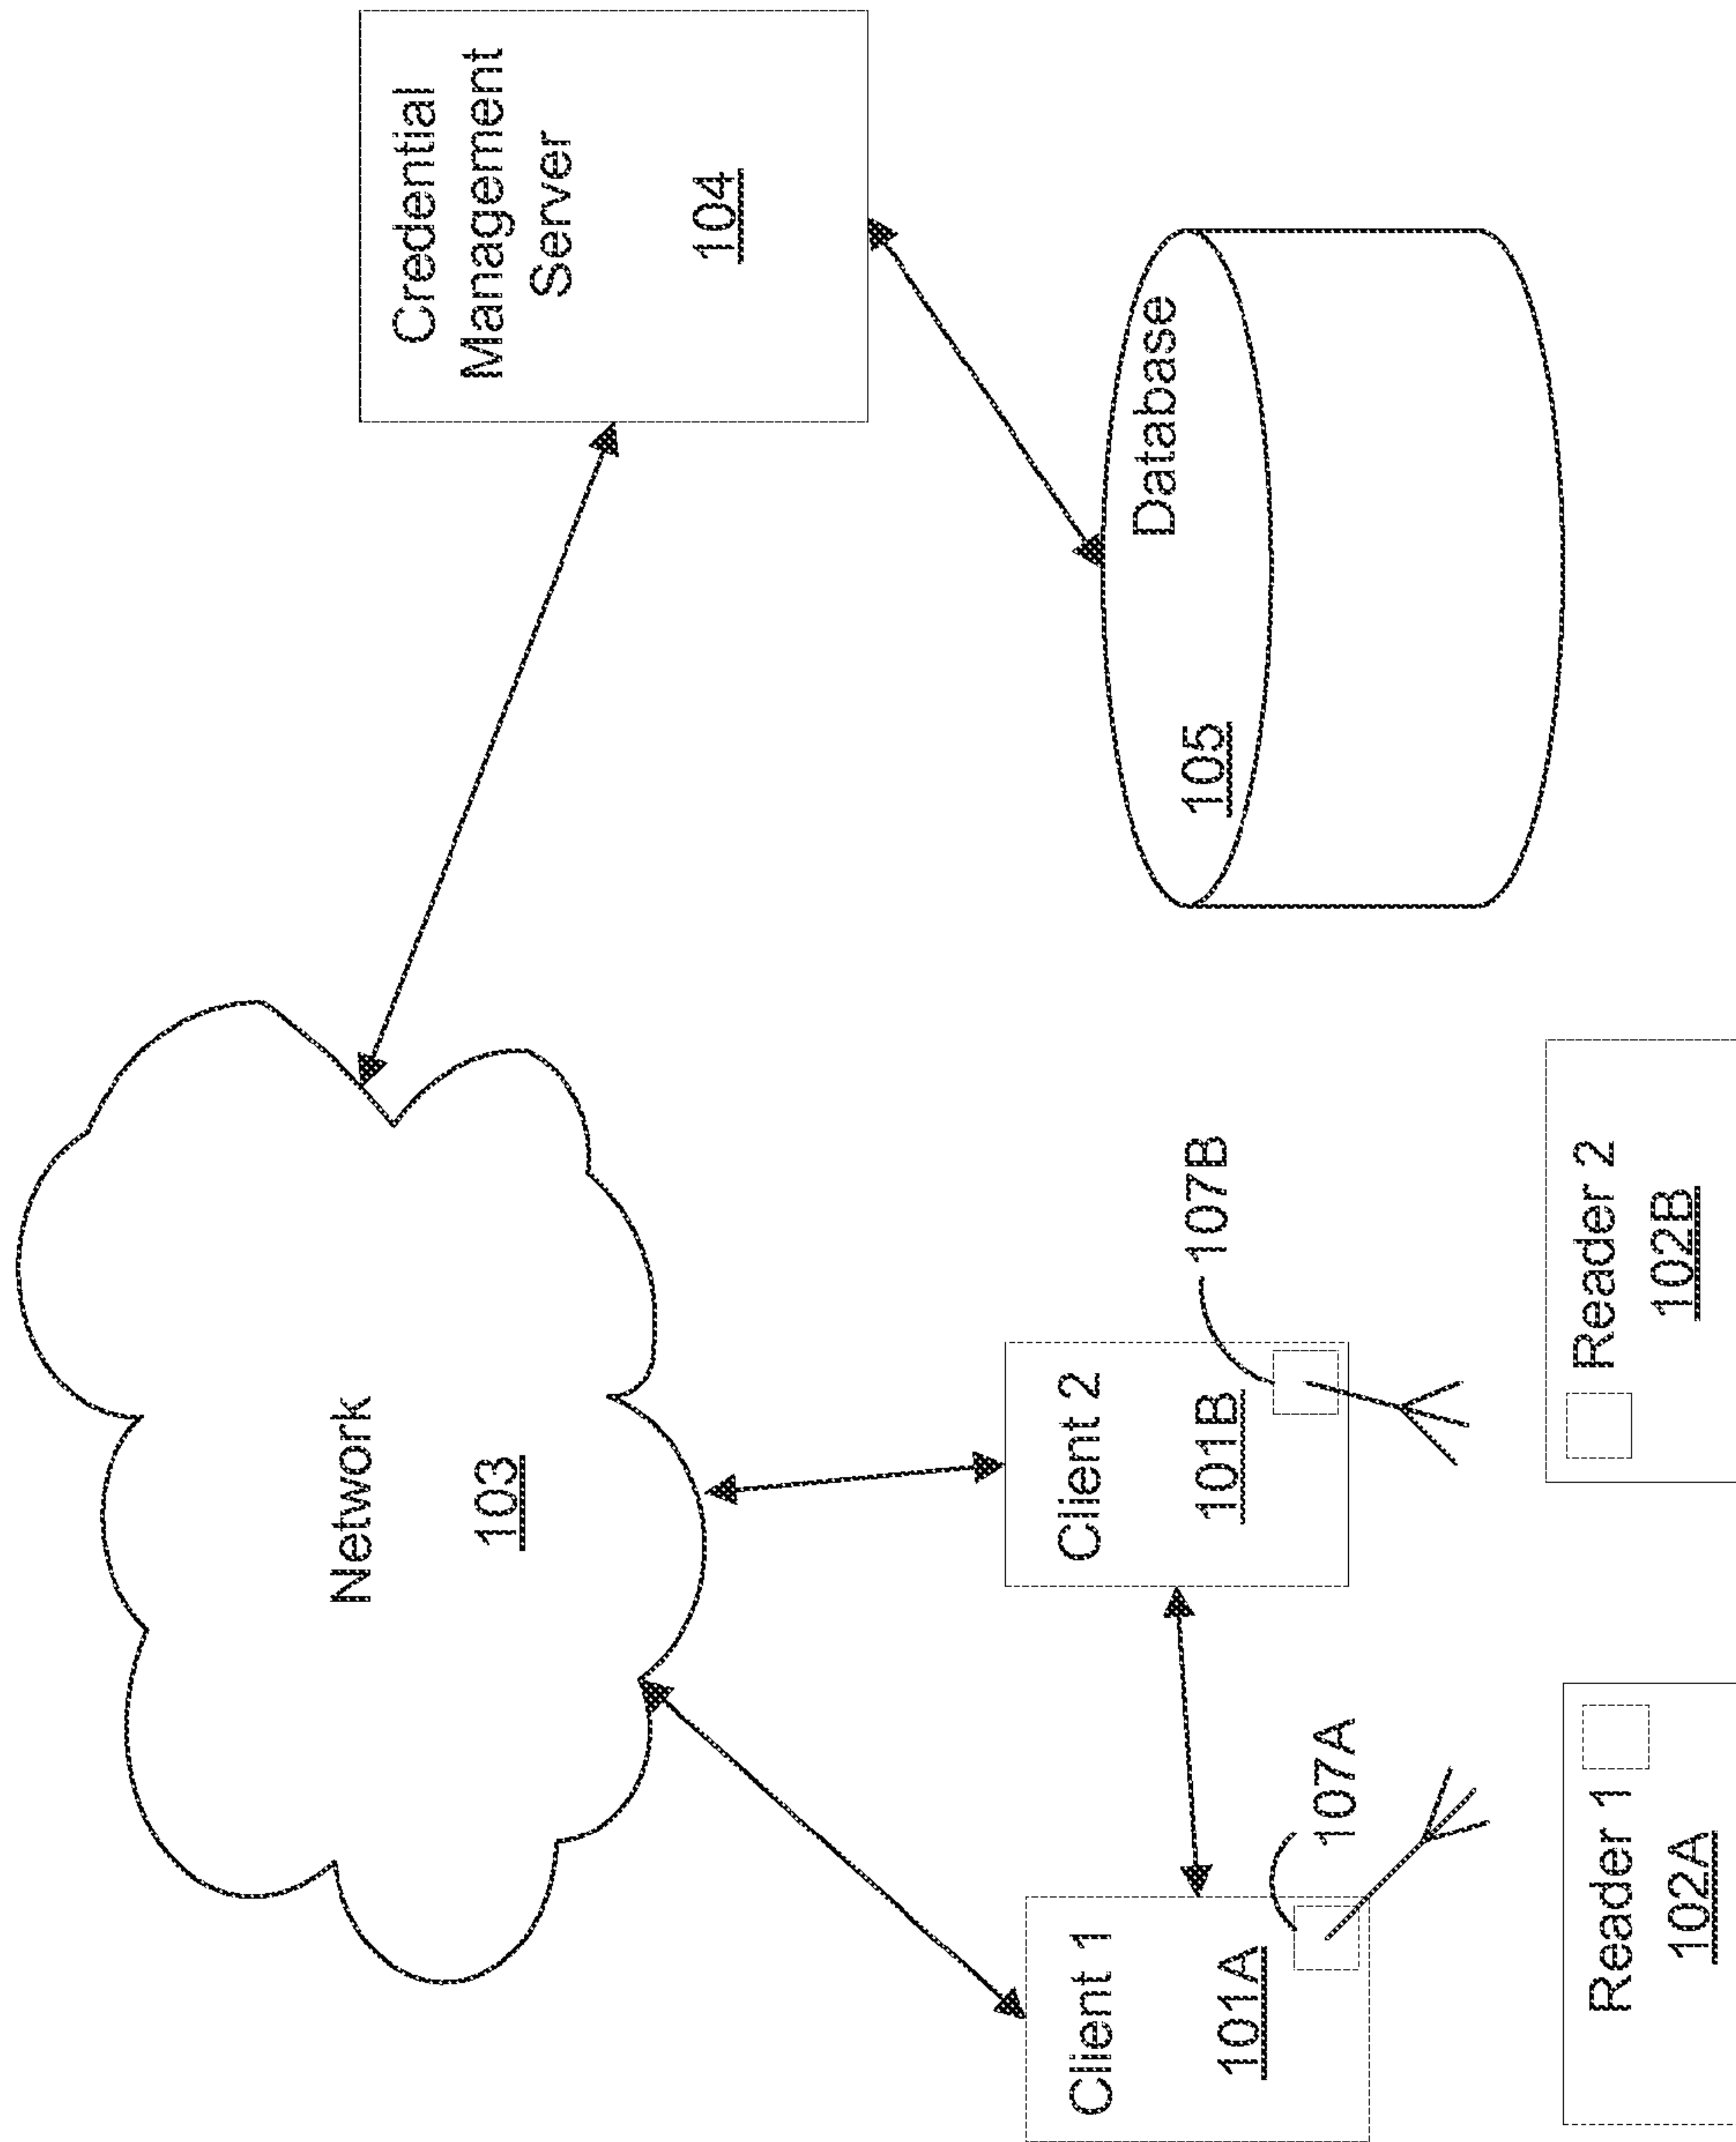 Network
103
Credential
Management
Server
104
Client 1
101A
107A
Client 2
101B
107B
Database
105
Reader 1
102A
Reader 2
102B